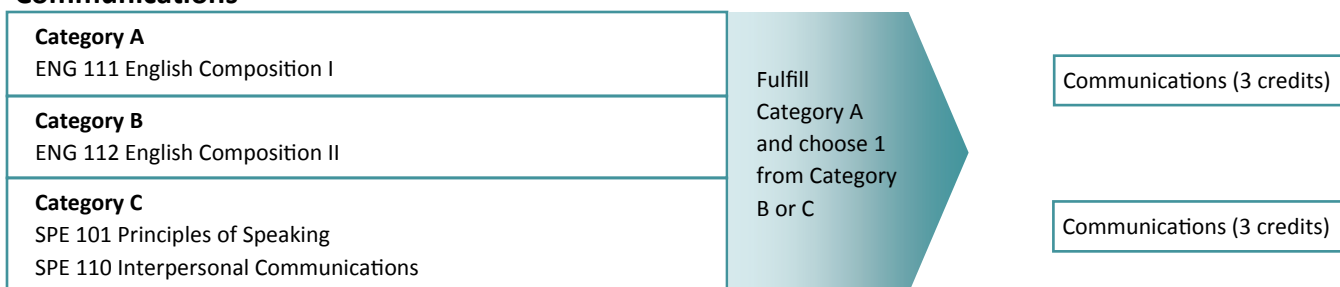 Communications
Category A
ENG 111 English Composition I
Category B
ENG 112 English Composition II
Category C
SPE 101 Principles of Speaking
SPE 110 Interpersonal Communications
Fulfill
Category A
and choose 1
from Category
B or C
Communications (3 credits)
Communications (3 credits)